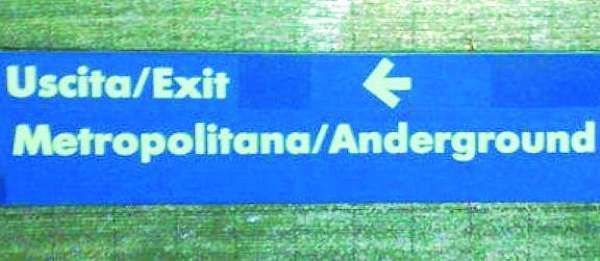 Uscita/Exit ←
Metropolitana/Anderground